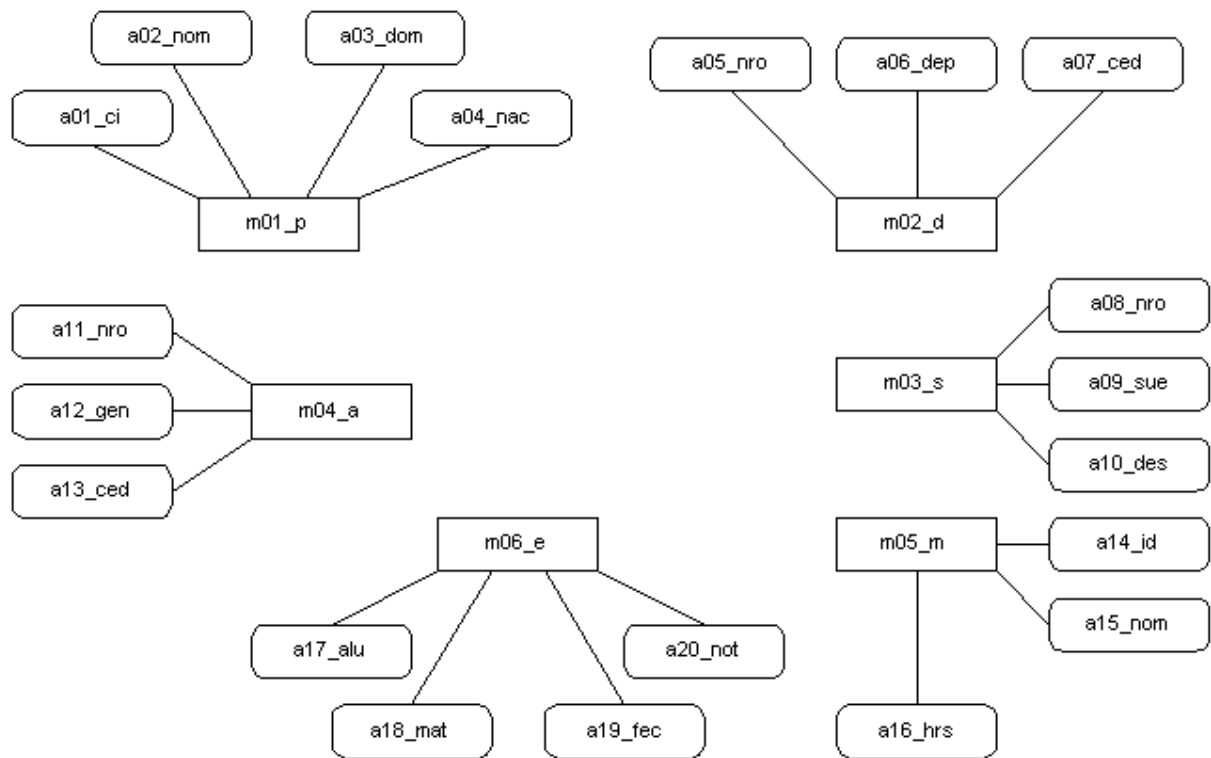 a02_nom
a03_dom
a01_ci
a04_nac
m01_p
a05_nro
a06_dep
a07_ced
m02_d
a11_nro
a12_gen
a13_ced
m04_a
a08_nro
m03_s
a09_sue
a10_des
m06_e
a17_alu
a20_not
a18_mat
a19_fec
m05_m
a14_id
a15_nom
a16_hrs